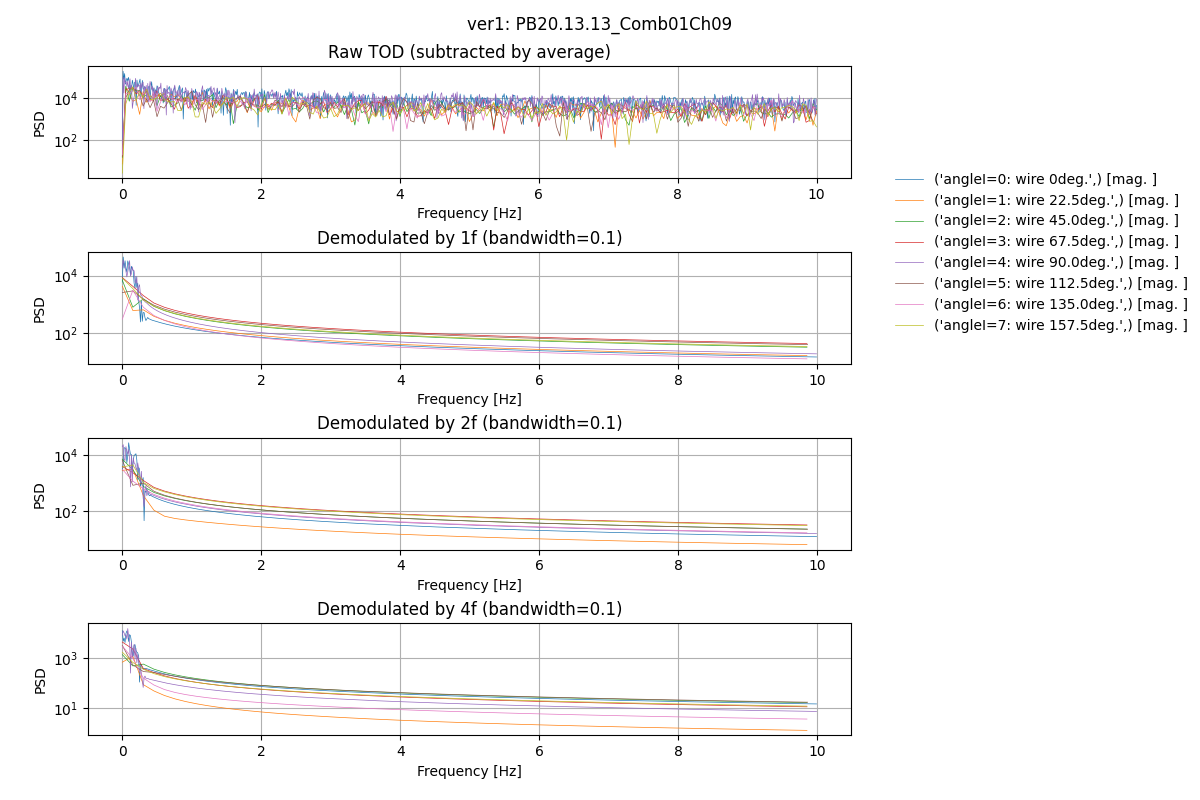 ver1: PB20.13.13_Comb01Ch09
Raw TOD (subtracted by average)
PSD
10^4
10^2
0 2 4 6 8 10
Frequency [Hz]
Demodulated by 1f (bandwidth=0.1)
PSD
10^4
10^2
0 2 4 6 8 10
Frequency [Hz]
Demodulated by 2f (bandwidth=0.1)
PSD
10^4
10^2
0 2 4 6 8 10
Frequency [Hz]
Demodulated by 4f (bandwidth=0.1)
PSD
10^3
10^1
0 2 4 6 8 10
Frequency [Hz]
('angleI=0: wire 0deg.',) [mag. ]
('angleI=1: wire 22.5deg.',) [mag. ]
('angleI=2: wire 45.0deg.',) [mag. ]
('angleI=3: wire 67.5deg.',) [mag. ]
('angleI=4: wire 90.0deg.',) [mag. ]
('angleI=5: wire 112.5deg.',) [mag. ]
('angleI=6: wire 135.0deg.',) [mag. ]
('angleI=7: wire 157.5deg.',) [mag. ]